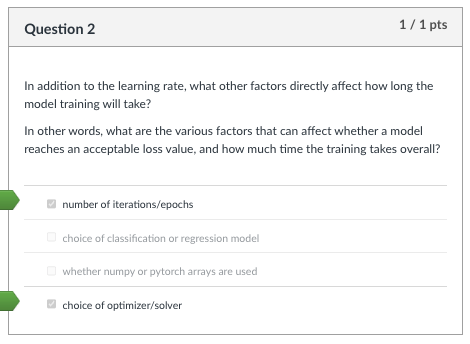 Question 2
1 / 1 pts
In addition to the learning rate, what other factors directly affect how long the
model training will take?
In other words, what are the various factors that can affect whether a model
reaches an acceptable loss value, and how much time the training takes overall?
number of iterations/epochs
choice of classification or regression model
whether numpy or pytorch arrays are used
choice of optimizer/solver